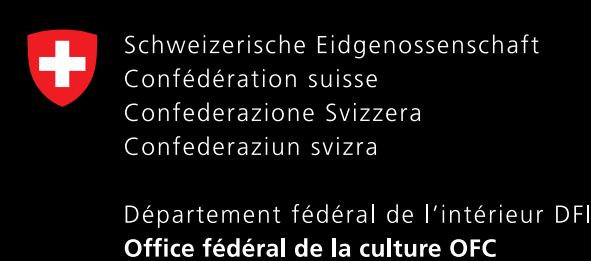 Schweizerische Eidgenossenschaft
Confédération suisse
Confederazione Svizzera
Confederaziun svizra
Département fédéral de l'intérieur DFI
Office fédéral de la culture OFC